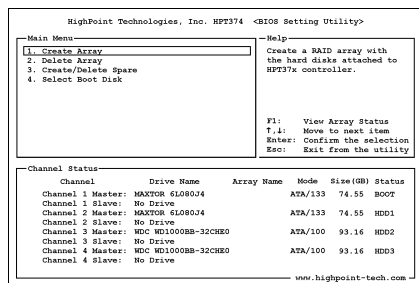 HighPoint Technologies, Inc. HPT374 <BIOS Setting Utility>
Main Menu
1. Create Array
2. Delete Array
3. Create/Delete Spare
4. Select Boot Disk
Help
Create a RAID array with
the hard disks attached to
HPT37x controller.
F1: View Array Status
↑,↓: Move to next item
Enter: Confirm the selection
Esc: Exit from the utility
Channel Status
Channel Drive Name Array Name Mode Size(GB) Status
Channel 1 Master: MAXTOR 6L080J4 ATA/133 74.55 BOOT
Channel 1 Slave: No Drive
Channel 2 Master: MAXTOR 6L080J4 ATA/133 74.55 HDD1
Channel 2 Slave: No Drive
Channel 3 Master: WDC WD1000BB-32CHE0 ATA/100 93.16 HDD2
Channel 3 Slave: No Drive
Channel 4 Master: WDC WD1000BB-32CHE0 ATA/100 93.16 HDD3
Channel 4 Slave: No Drive
www.highpoint-tech.com